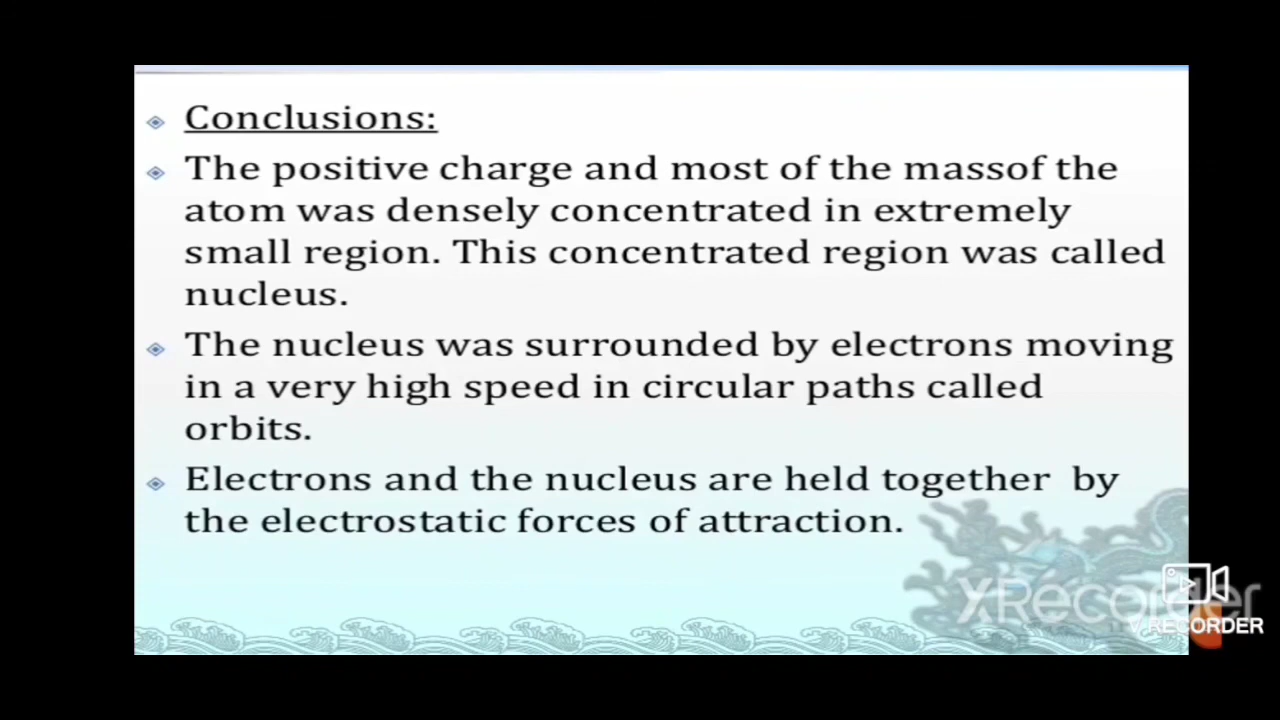 Conclusions:
The positive charge and most of the massof the
atom was densely concentrated in extremely
small region. This concentrated region was called
nucleus.
The nucleus was surrounded by electrons moving
in a very high speed in circular paths called
orbits.
Electrons and the nucleus are held together by
the electrostatic forces of attraction.
XRecorder
V RECORDER